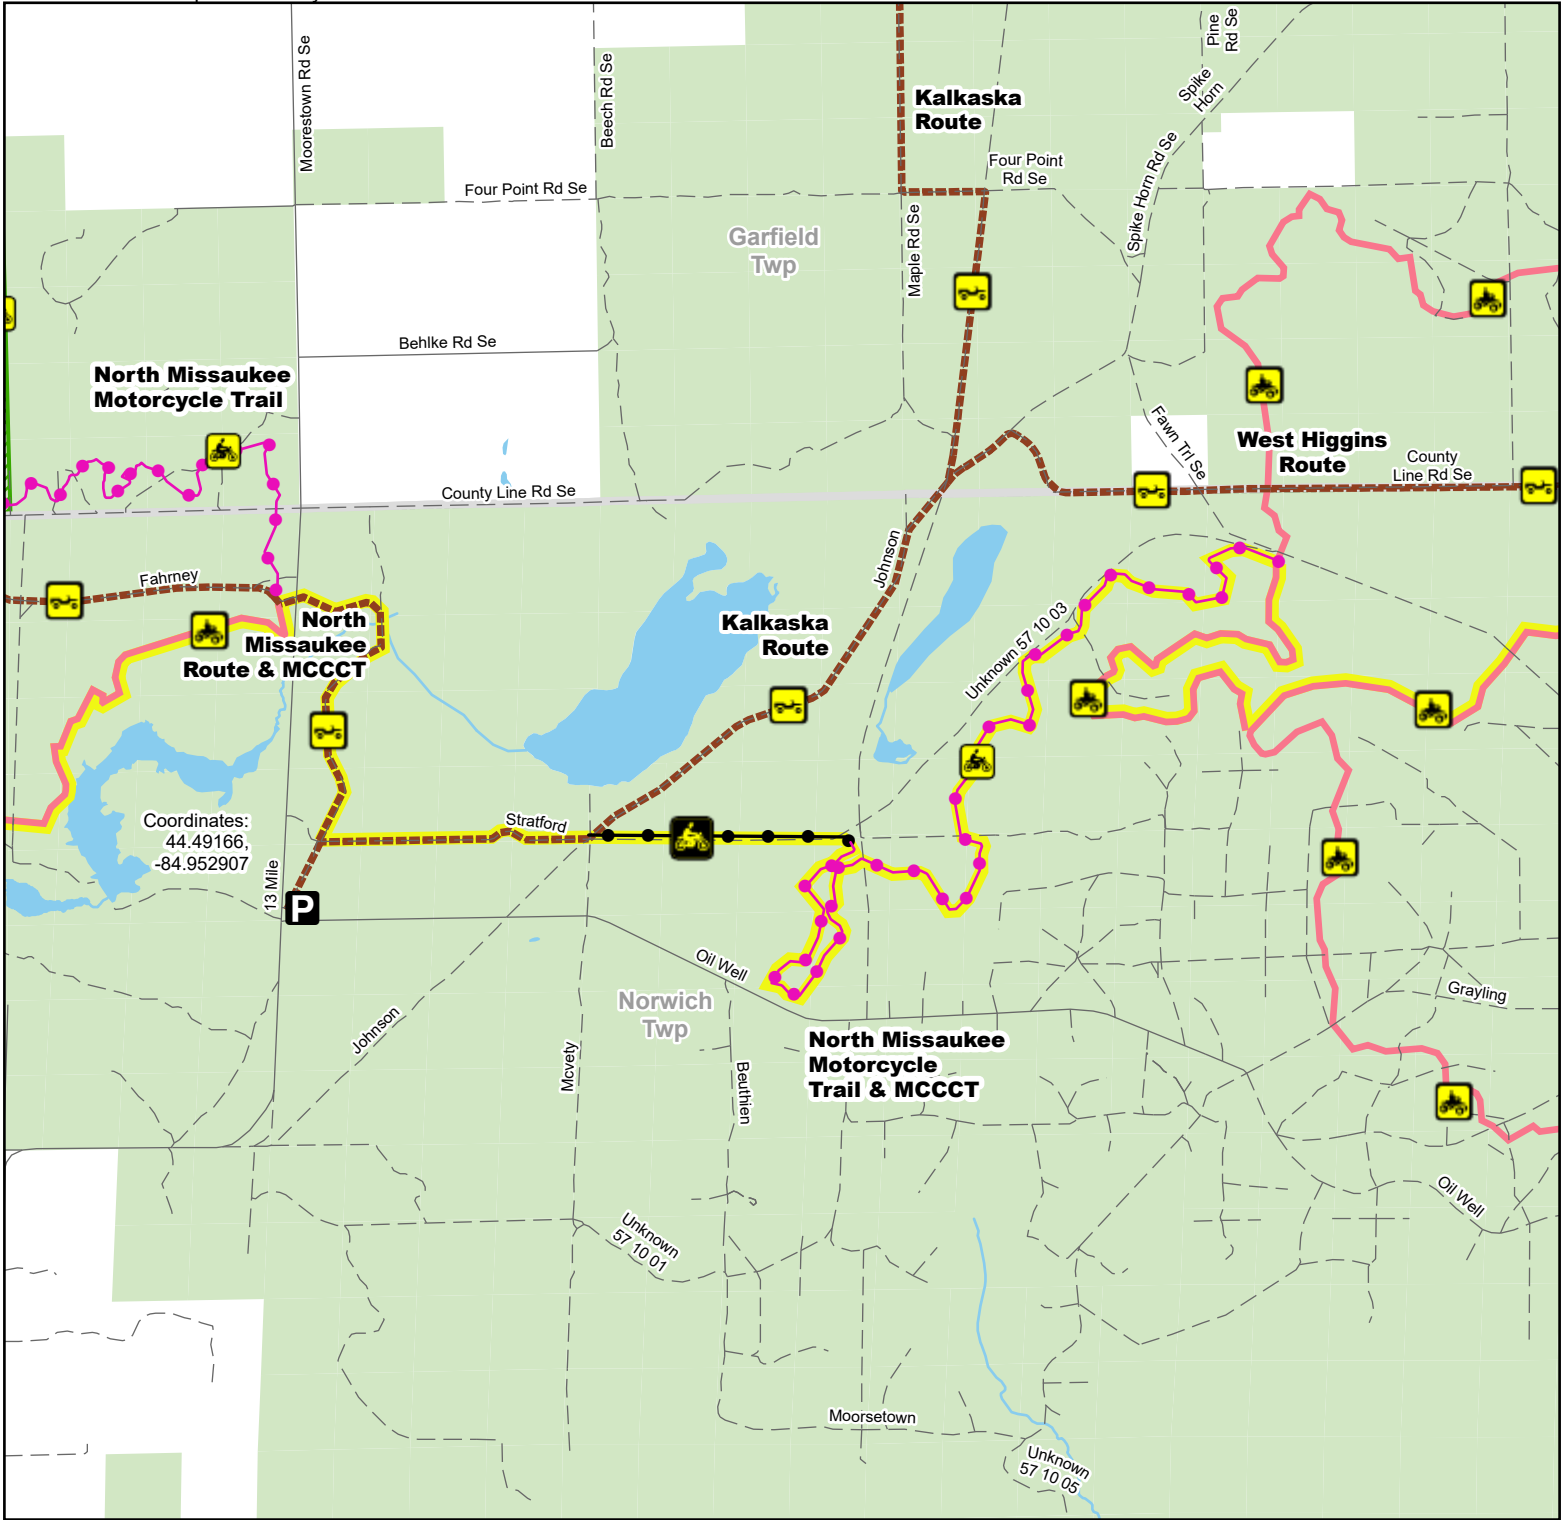 Moorestown Rd Se
Beech Rd Se
Pine
Rd Se
Spike
Horn
Kalkaska
Route
Four Point
Rd Se
Four Point Rd Se
Spike Horn Rd Se
Maple Rd Se
Garfield
Twp
Behlke Rd Se
North Missaukee
Motorcycle Trail
Fawn Trl Se
West Higgins
Route
County
Line Rd Se
County Line Rd Se
Johnson
Fahrney
North
Missaukee
Route & MCCCT
Kalkaska
Route
Unknown 57 10 03
Stratford
Coordinates:
44.49166,
-84.952907
13 Mile
P
Oil Well
Norwich
Twp
Grayling
Johnson
North Missaukee
Motorcycle
Trail & MCCCT
Mcvety
Beuthien
Oil Well
Unknown
57 10 01
Moorsetown
Unknown
57 10 05